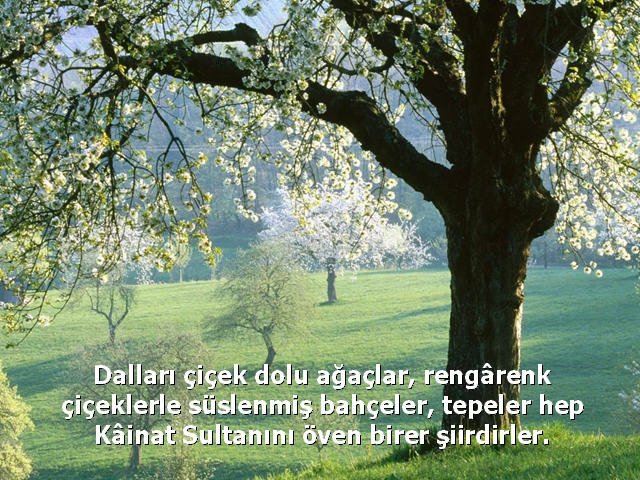 Dalları çiçek dolu ağaçlar, rengârenk
çiçeklerle süslenmiş bahçeler, tepeler hep
Kâinat Sultanını öven birer şiirdirler.